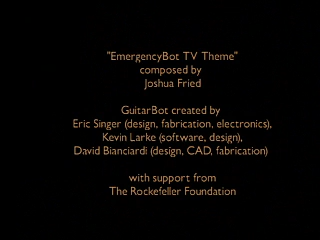 "EmergencyBot TV Theme"
composed by
Joshua Fried
GuitarBot created by
Eric Singer (design, fabrication, electronics),
Kevin Larke (software, design),
David Bianciardi (design, CAD, fabrication)
with support from
The Rockefeller Foundation